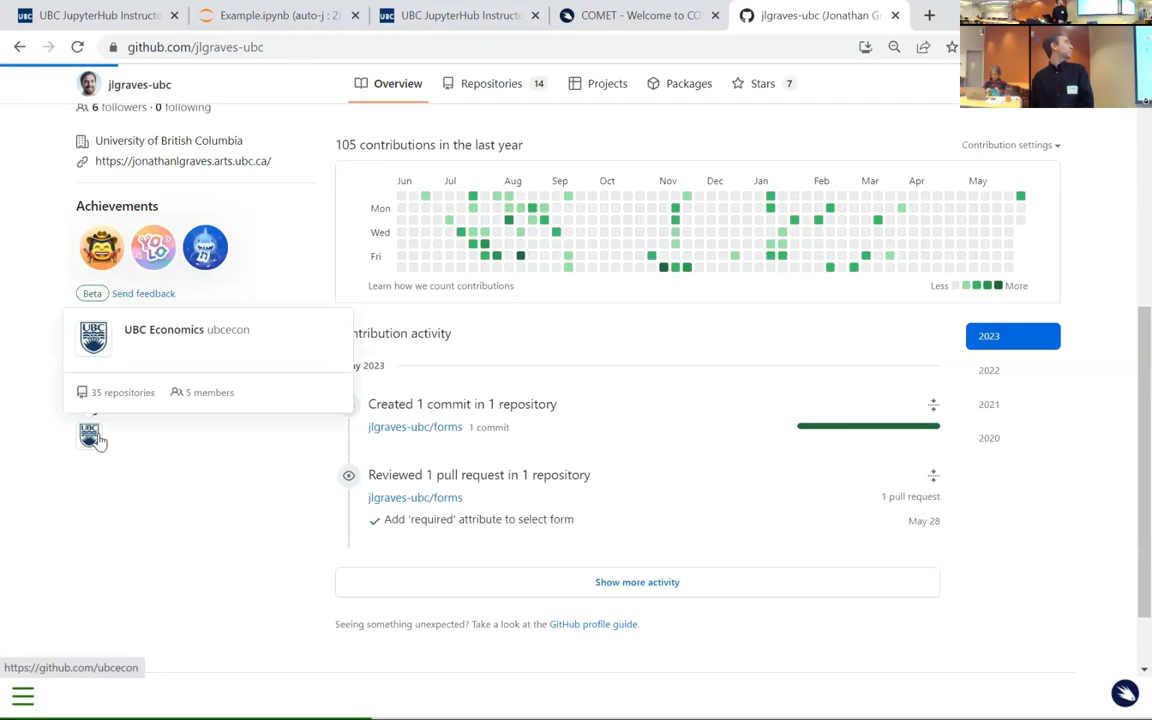 UBC JupyterHub Instructo
Example.ipynb (auto-j : 2)
UBC JupyterHub Instructo
COMET - Welcome to CO
jlgraves-ubc (Jonathan Gr
github.com/jlgraves-ubc
jlgraves-ubc
Overview
Repositories 14
Projects
Packages
Stars 7
6 followers · 0 following
University of British Columbia
https://jonathanlgraves.arts.ubc.ca/
Achievements
YOLO
Beta Send feedback
UBC
UBC Economics ubcecon
35 repositories 5 members
UBC
105 contributions in the last year
Contribution settings
Jun Jul Aug Sep Oct Nov Dec Jan Feb Mar Apr May
Mon
Wed
Fri
Learn how we count contributions
Less More
ntribution activity
y 2023
2023
2022
2021
2020
Created 1 commit in 1 repository
jlgraves-ubc/forms 1 commit
Reviewed 1 pull request in 1 repository
jlgraves-ubc/forms
1 pull request
Add 'required' attribute to select form
May 28
Show more activity
Seeing something unexpected? Take a look at the GitHub profile guide.
https://github.com/ubcecon